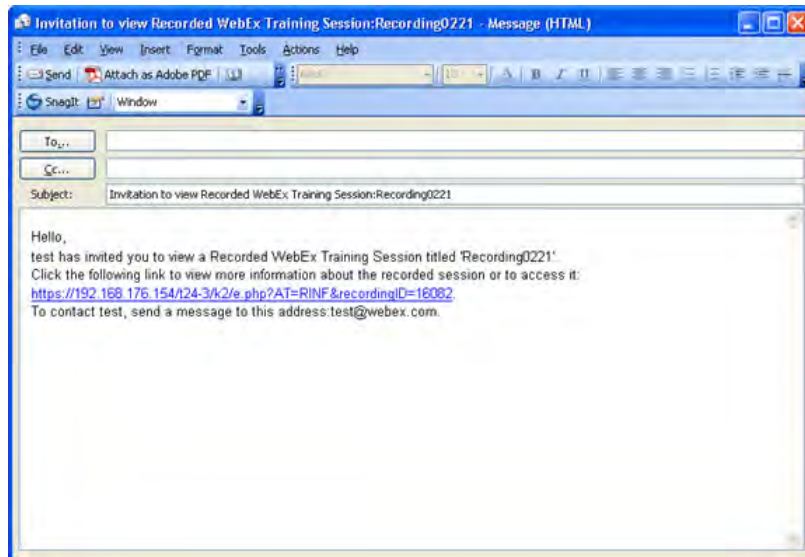 Invitation to view Recorded WebEx Training Session:Recording0221 - Message (HTML)
File Edit View Insert Format Tools Actions Help
Send Attach as Adobe PDF
SnagIt Window
To...
Cc...
Subject: Invitation to view Recorded WebEx Training Session:Recording0221
Hello,
test has invited you to view a Recorded WebEx Training Session titled 'Recording0221'.
Click the following link to view more information about the recorded session or to access it:
https://192.168.176.154/t24-3/k2/e.php?AT=RINF&recordingID=16082.
To contact test, send a message to this address:test@webex.com.